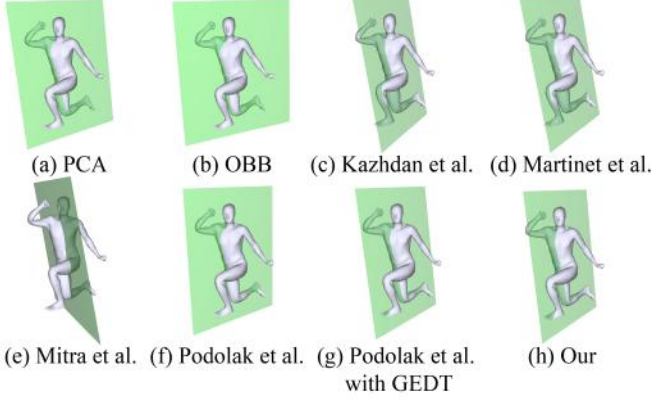 (a) PCA
(b) OBB
(c) Kazhdan et al.
(d) Martinet et al.
(e) Mitra et al.
(f) Podolak et al.
(g) Podolak et al.
with GEDT
(h) Our